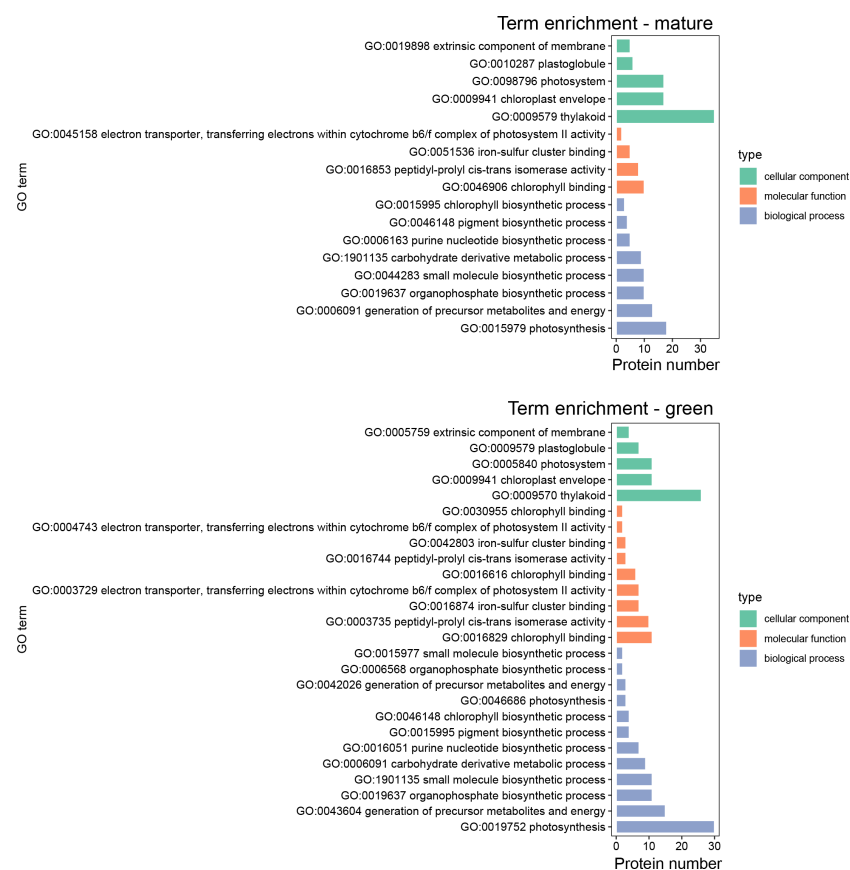 Term enrichment - mature
GO:0019898 extrinsic component of membrane
GO:0010287 plastoglobule
GO:0098796 photosystem
GO:0009941 chloroplast envelope
GO:0009579 thylakoid
GO:0045158 electron transporter, transferring electrons within cytochrome b6/f complex of photosystem II activity
GO:0051536 iron-sulfur cluster binding
GO:0016853 peptidyl-prolyl cis-trans isomerase activity
GO:0046906 chlorophyll binding
GO:0015995 chlorophyll biosynthetic process
GO:0046148 pigment biosynthetic process
GO:0006163 purine nucleotide biosynthetic process
GO:1901135 carbohydrate derivative metabolic process
GO:0044283 small molecule biosynthetic process
GO:0019637 organophosphate biosynthetic process
GO:0006091 generation of precursor metabolites and energy
GO:0015979 photosynthesis
GO term
0 10 20 30
Protein number
type
cellular component
molecular function
biological process
Term enrichment - green
GO:0005759 extrinsic component of membrane
GO:0009579 plastoglobule
GO:0005840 photosystem
GO:0009941 chloroplast envelope
GO:0009570 thylakoid
GO:0030955 chlorophyll binding
GO:0004743 electron transporter, transferring electrons within cytochrome b6/f complex of photosystem II activity
GO:0042803 iron-sulfur cluster binding
GO:0016744 peptidyl-prolyl cis-trans isomerase activity
GO:0016616 chlorophyll binding
GO:0003729 electron transporter, transferring electrons within cytochrome b6/f complex of photosystem II activity
GO:0016874 iron-sulfur cluster binding
GO:0003735 peptidyl-prolyl cis-trans isomerase activity
GO:0016829 chlorophyll binding
GO:0015977 small molecule biosynthetic process
GO:0006568 organophosphate biosynthetic process
GO:0042026 generation of precursor metabolites and energy
GO:0046686 photosynthesis
GO:0046148 chlorophyll biosynthetic process
GO:0015995 pigment biosynthetic process
GO:0016051 purine nucleotide biosynthetic process
GO:0006091 carbohydrate derivative metabolic process
GO:1901135 small molecule biosynthetic process
GO:0019637 organophosphate biosynthetic process
GO:0043604 generation of precursor metabolites and energy
GO:0019752 photosynthesis
GO term
0 10 20 30
Protein number
type
cellular component
molecular function
biological process